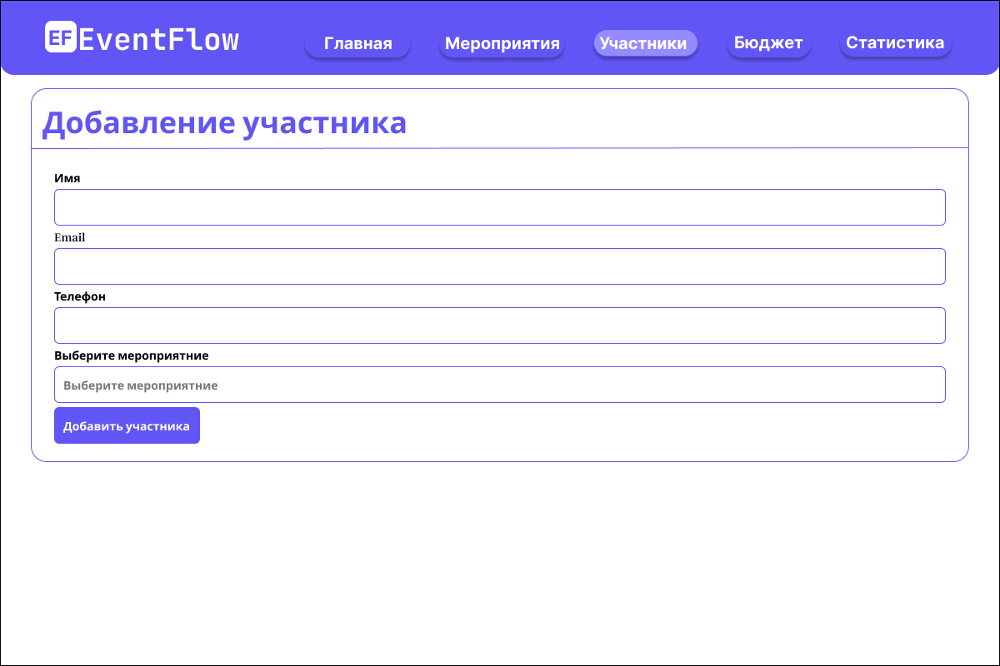 EF EventFlow Главная Мероприятия Участники Бюджет Статистика
Добавление участника
Имя
Email
Телефон
Выберите мероприятние
Выберите мероприятние
Добавить участника